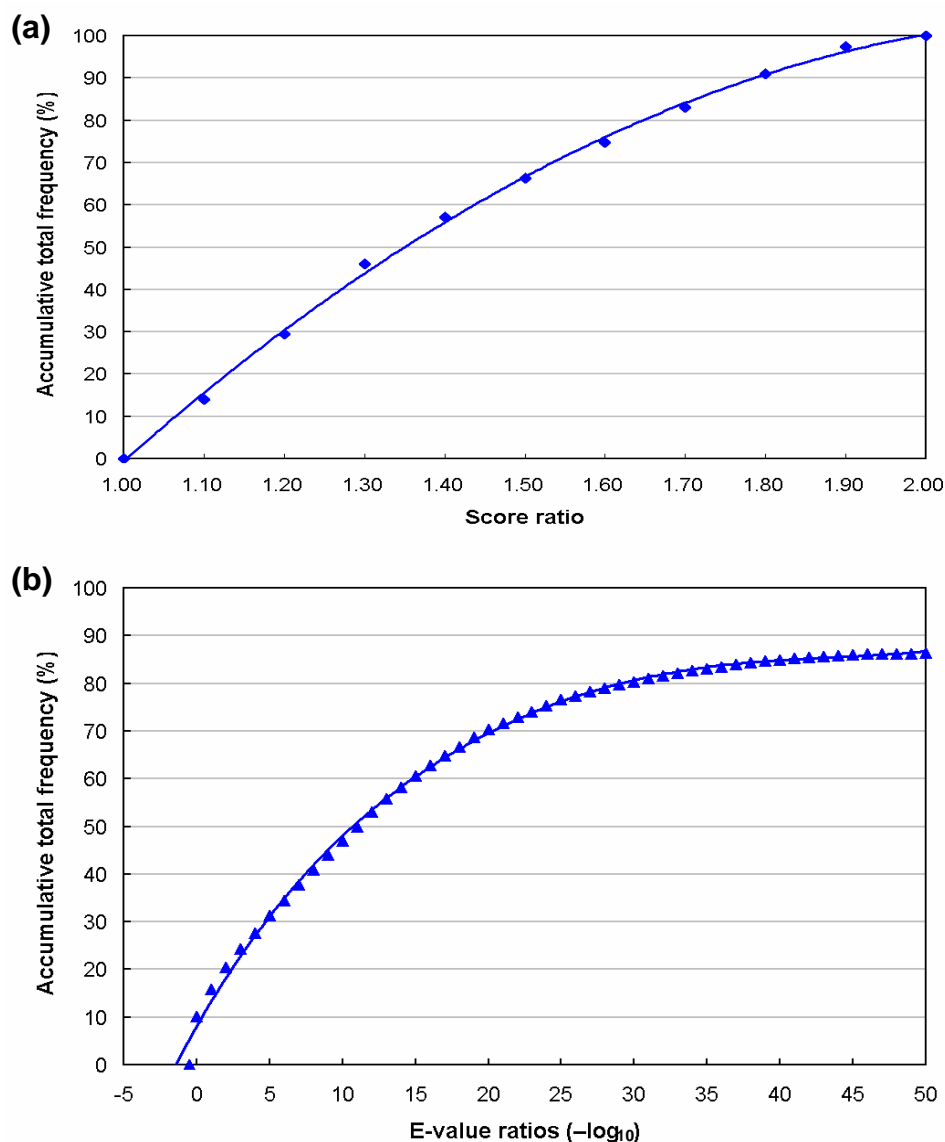 (a)
Accumulative total frequency (%)
100
90
80
70
60
50
40
30
20
10
0
1.00 1.10 1.20 1.30 1.40 1.50 1.60 1.70 1.80 1.90 2.00
Score ratio
(b)
Accumulative total frequency (%)
100
90
80
70
60
50
40
30
20
10
0
-5 0 5 10 15 20 25 30 35 40 45 50
E-value ratios (–log₁₀)